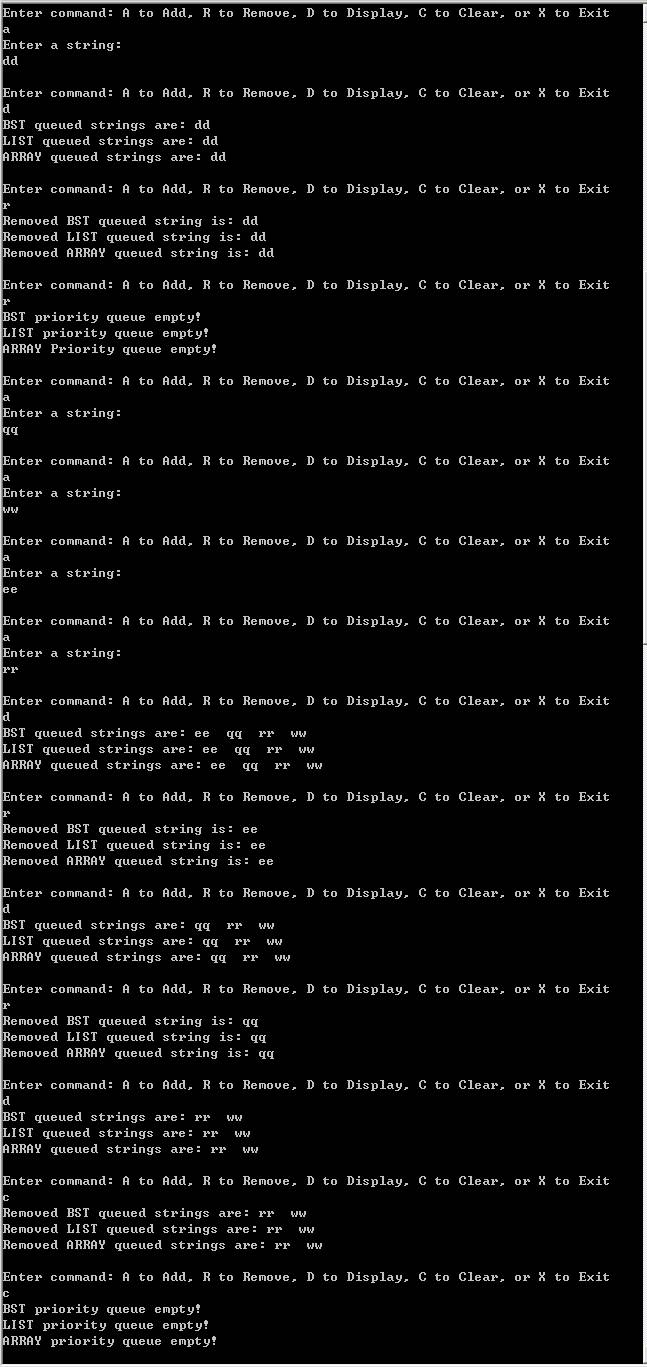 Enter command: A to Add, R to Remove, D to Display, C to Clear, or X to Exit
a
Enter a string:
dd
Enter command: A to Add, R to Remove, D to Display, C to Clear, or X to Exit
d
BST queued strings are: dd
LIST queued strings are: dd
ARRAY queued strings are: dd
Enter command: A to Add, R to Remove, D to Display, C to Clear, or X to Exit
r
Removed BST queued string is: dd
Removed LIST queued string is: dd
Removed ARRAY queued string is: dd
Enter command: A to Add, R to Remove, D to Display, C to Clear, or X to Exit
r
BST priority queue empty!
LIST priority queue empty!
ARRAY Priority queue empty!
Enter command: A to Add, R to Remove, D to Display, C to Clear, or X to Exit
a
Enter a string:
qq
Enter command: A to Add, R to Remove, D to Display, C to Clear, or X to Exit
a
Enter a string:
ww
Enter command: A to Add, R to Remove, D to Display, C to Clear, or X to Exit
a
Enter a string:
ee
Enter command: A to Add, R to Remove, D to Display, C to Clear, or X to Exit
a
Enter a string:
rr
Enter command: A to Add, R to Remove, D to Display, C to Clear, or X to Exit
d
BST queued strings are: ee  qq  rr  ww
LIST queued strings are: ee  qq  rr  ww
ARRAY queued strings are: ee  qq  rr  ww
Enter command: A to Add, R to Remove, D to Display, C to Clear, or X to Exit
r
Removed BST queued string is: ee
Removed LIST queued string is: ee
Removed ARRAY queued string is: ee
Enter command: A to Add, R to Remove, D to Display, C to Clear, or X to Exit
d
BST queued strings are: qq  rr  ww
LIST queued strings are: qq  rr  ww
ARRAY queued strings are: qq  rr  ww
Enter command: A to Add, R to Remove, D to Display, C to Clear, or X to Exit
r
Removed BST queued string is: qq
Removed LIST queued string is: qq
Removed ARRAY queued string is: qq
Enter command: A to Add, R to Remove, D to Display, C to Clear, or X to Exit
d
BST queued strings are: rr  ww
LIST queued strings are: rr  ww
ARRAY queued strings are: rr  ww
Enter command: A to Add, R to Remove, D to Display, C to Clear, or X to Exit
c
Removed BST queued strings are: rr  ww
Removed LIST queued strings are: rr  ww
Removed ARRAY queued strings are: rr  ww
Enter command: A to Add, R to Remove, D to Display, C to Clear, or X to Exit
c
BST priority queue empty!
LIST priority queue empty!
ARRAY priority queue empty!